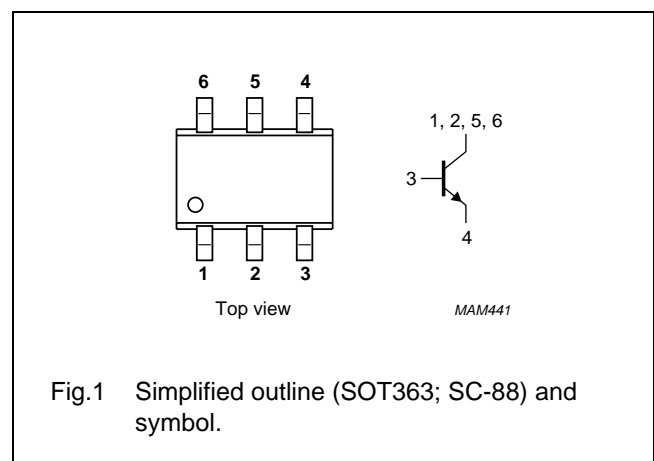 6 5 4
1, 2, 5, 6
3
4
1 2 3
Top view
MAM441
Fig.1 Simplified outline (SOT363; SC-88) and
symbol.